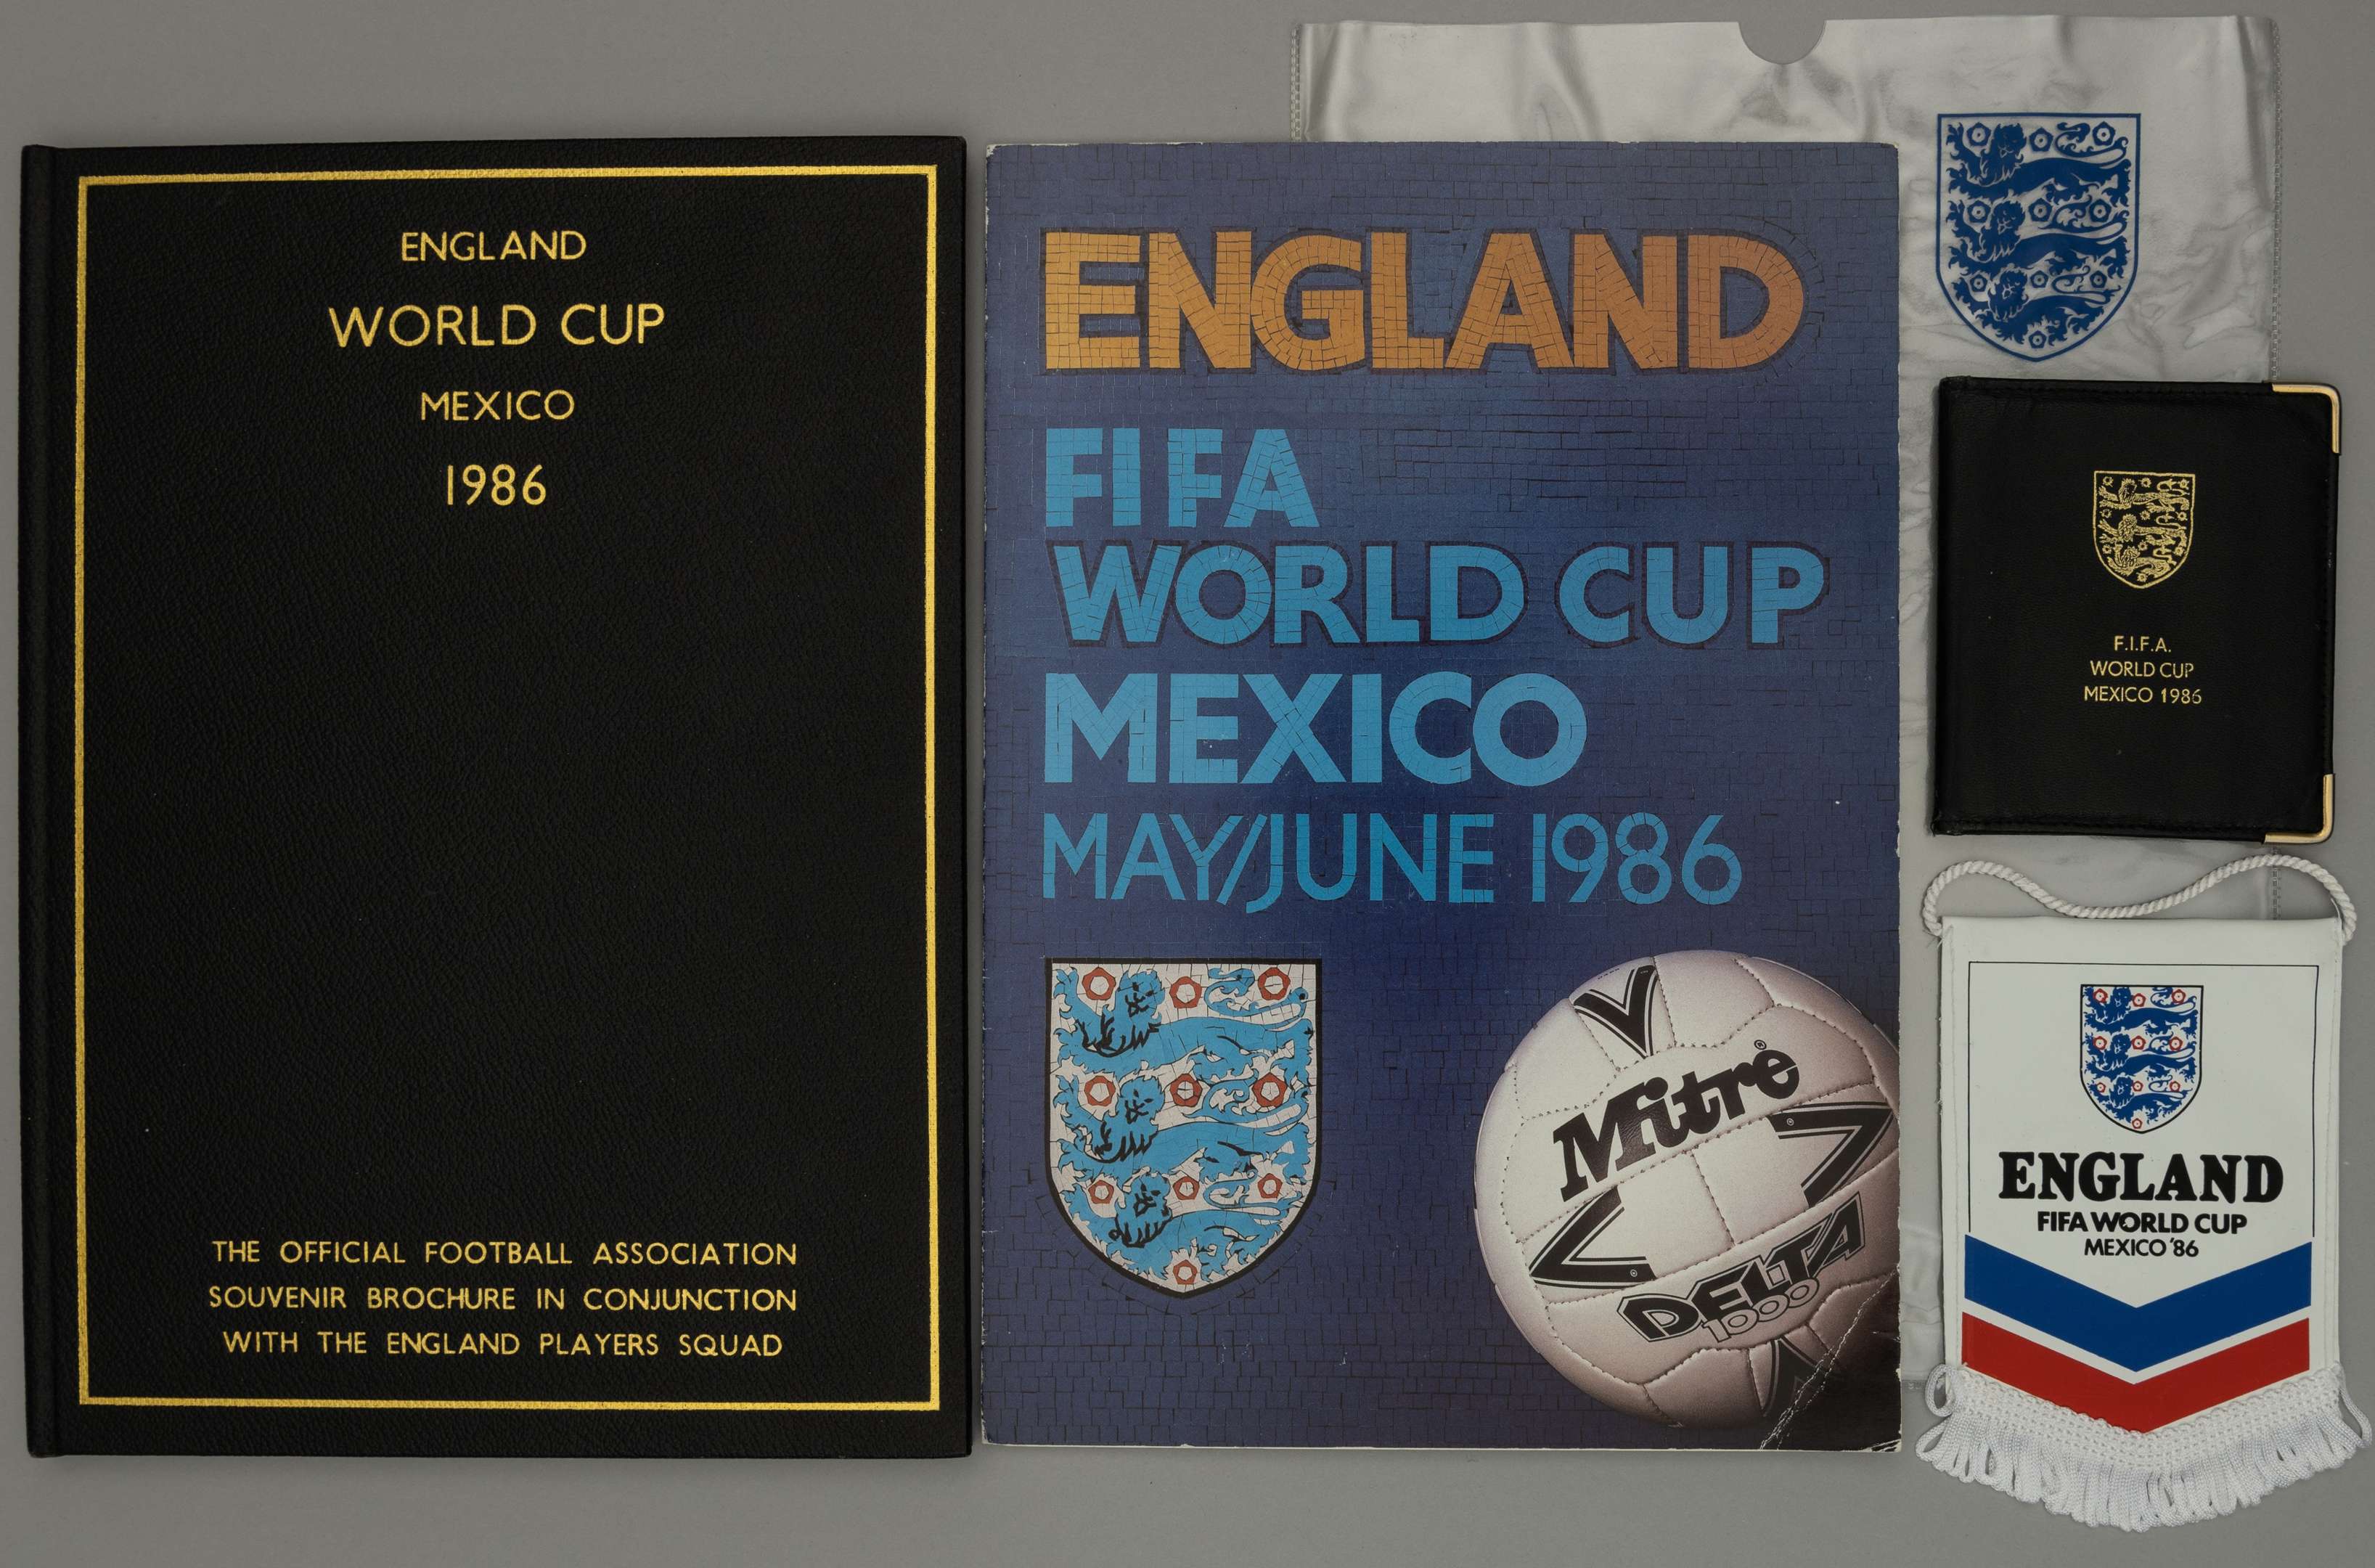 ENGLAND
WORLD CUP
MEXICO
1986
THE OFFICIAL FOOTBALL ASSOCIATION
SOUVENIR BROCHURE IN CONJUNCTION
WITH THE ENGLAND PLAYERS SQUAD
ENGLAND
FIFA
WORLD CUP
MEXICO
MAY/JUNE 1986
Mitre®
DELTA
1000
F.I.F.A.
WORLD CUP
MEXICO 1986
ENGLAND
FIFA WORLD CUP
MEXICO '86